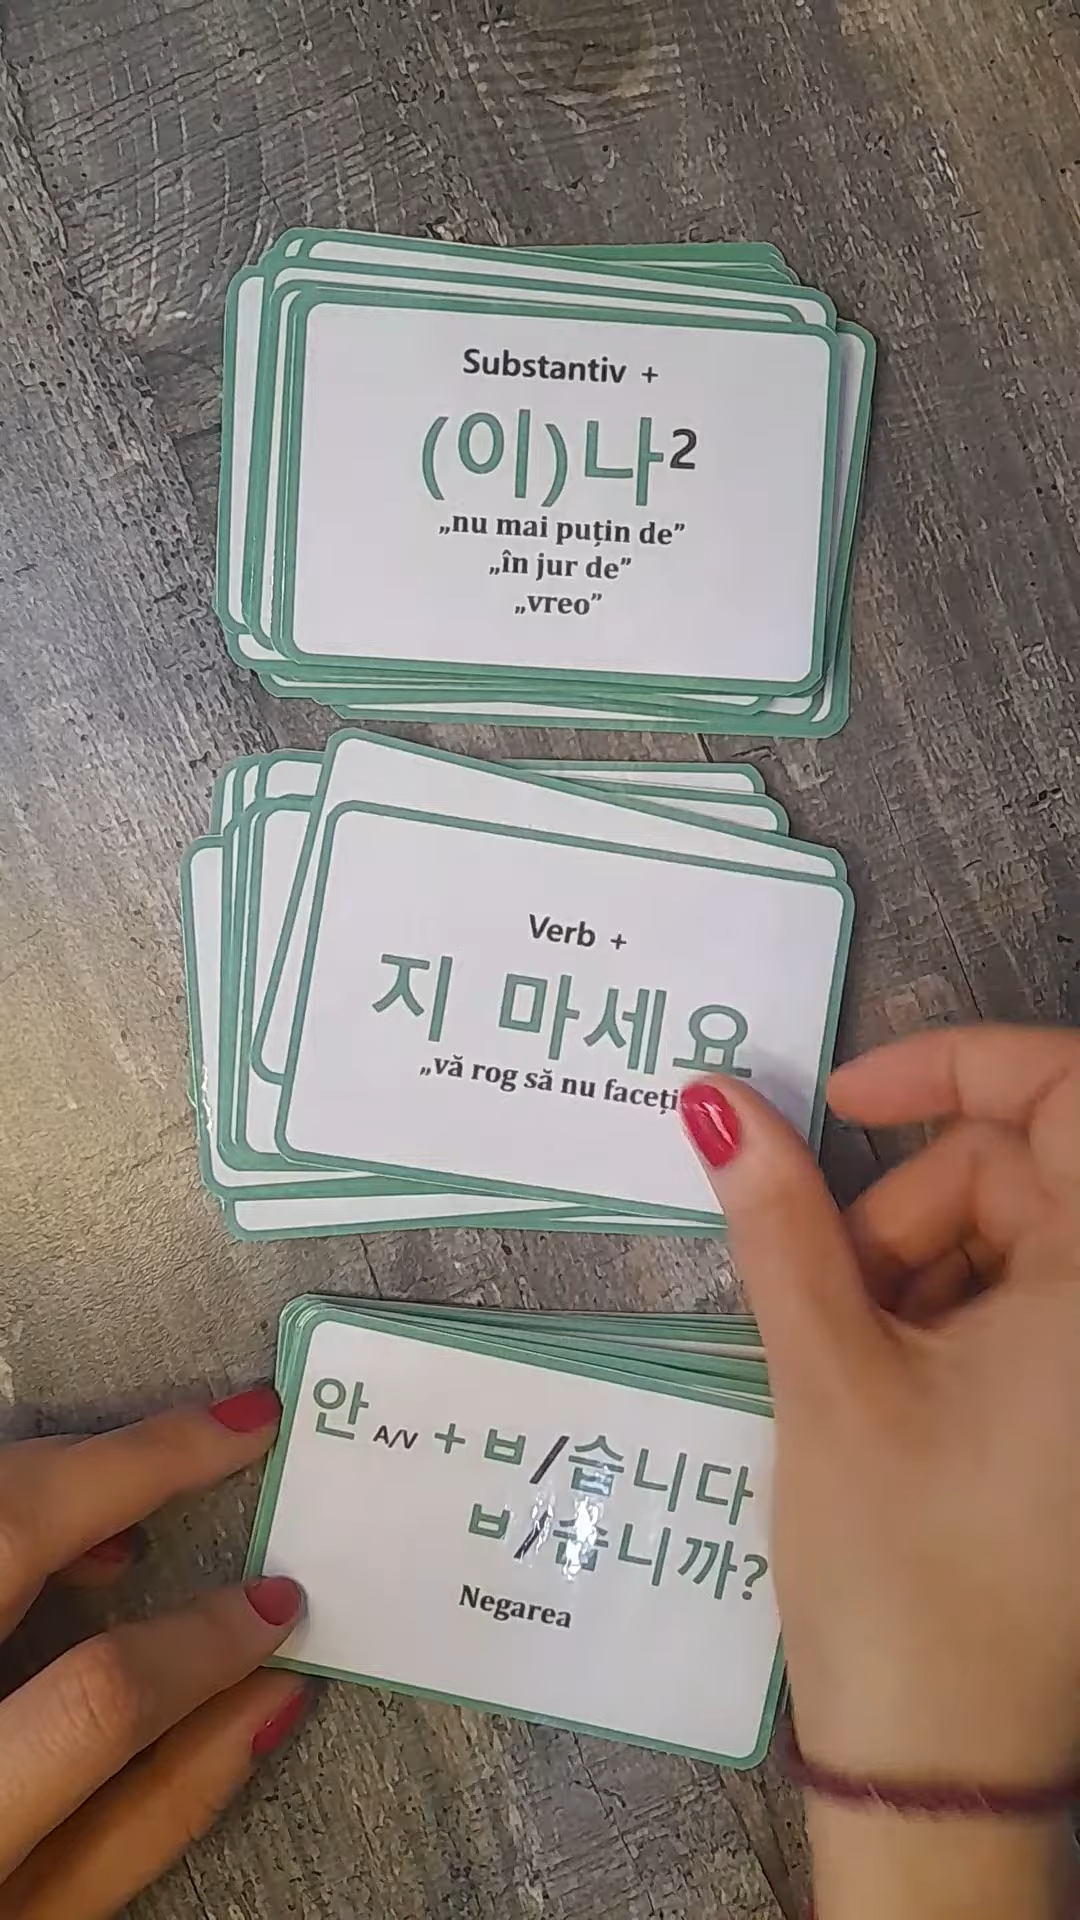 Substantiv +
(이)나²
„nu mai puțin de”
„în jur de”
„vreo”
Verb +
지 마세요
„vă rog să nu faceți
안 A/V + ㅂ/습니다
ㅂ/습니까?
Negarea